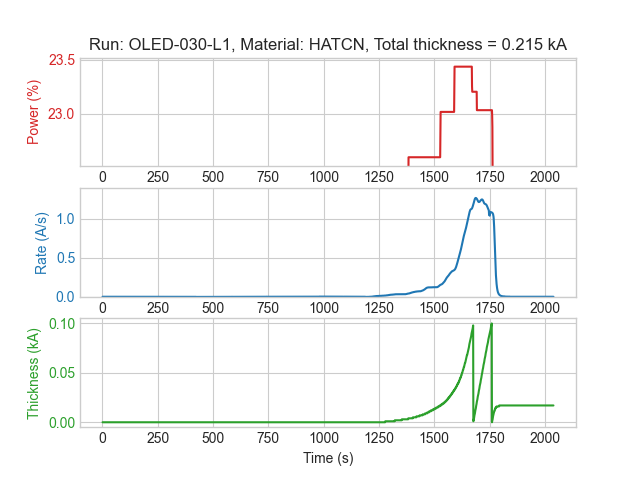 Run: OLED-030-L1, Material: HATCN, Total thickness = 0.215 kA
23.5
23.0
Power (%)
0 250 500 750 1000 1250 1500 1750 2000
1.0
0.5
0.0
Rate (A/s)
0 250 500 750 1000 1250 1500 1750 2000
0.10
0.05
0.00
Thickness (kA)
0 250 500 750 1000 1250 1500 1750 2000
Time (s)